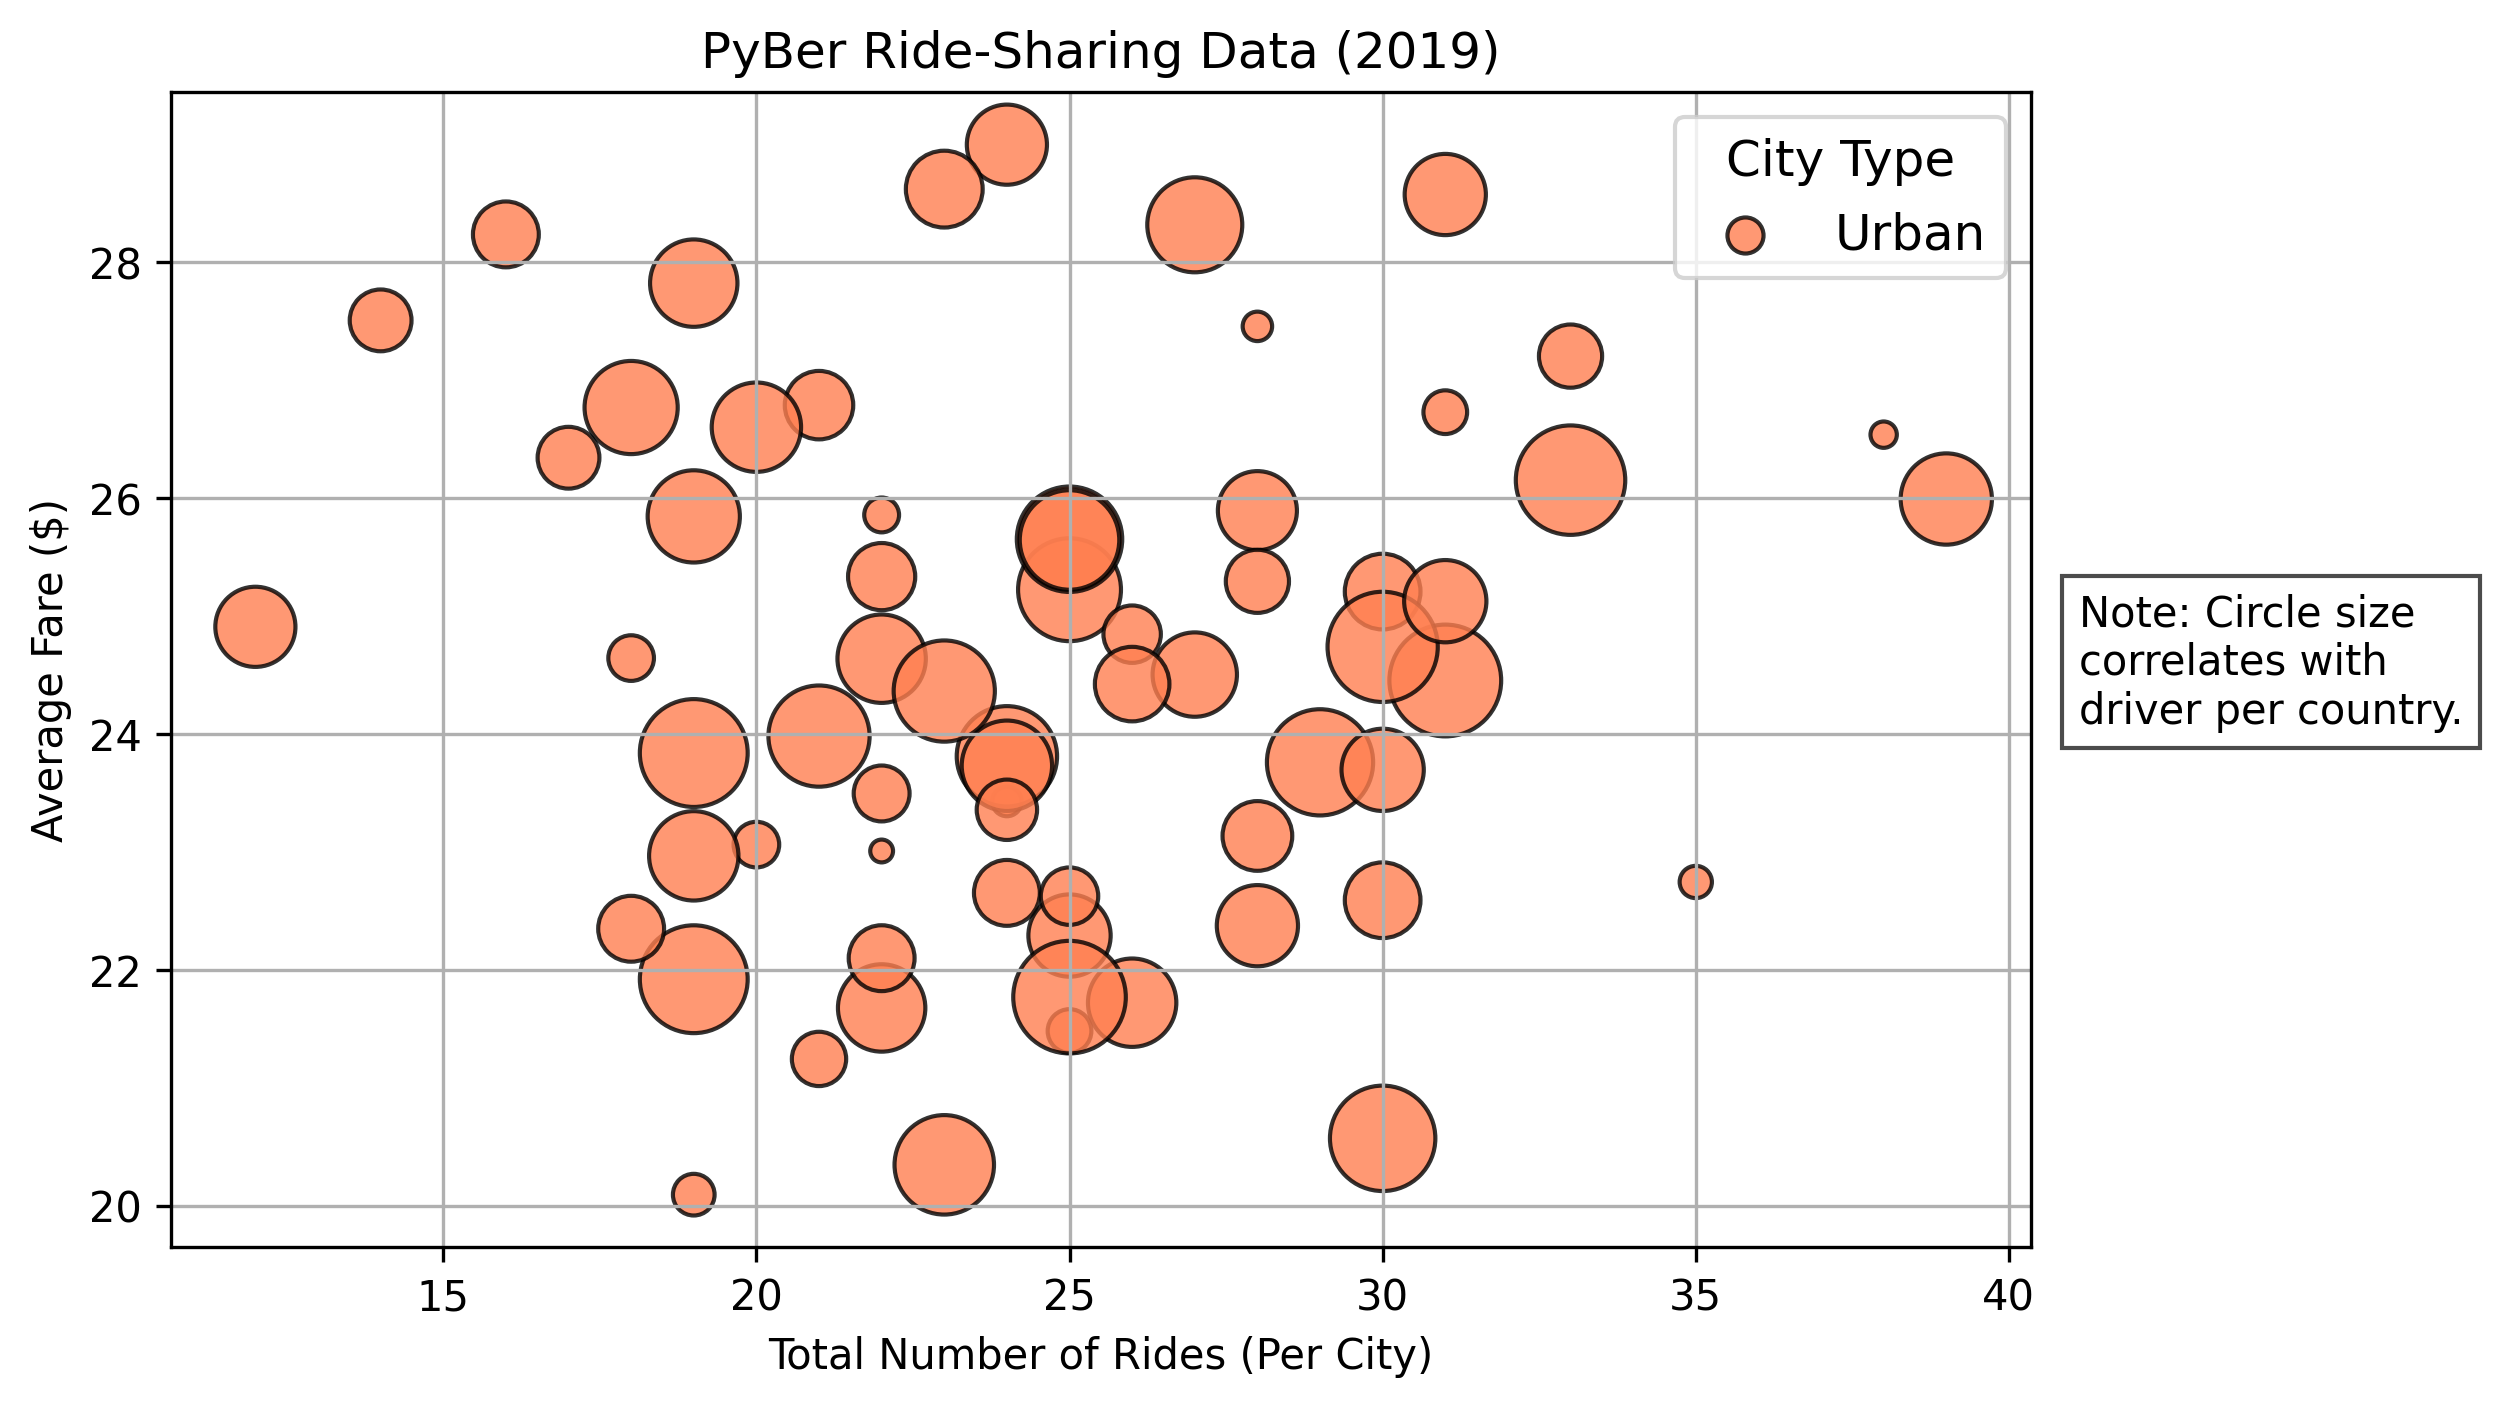 PyBer Ride-Sharing Data (2019)
City Type
Urban
28
26
24
22
20
Average Fare ($)
15
20
25
30
35
40
Total Number of Rides (Per City)
Note: Circle size
correlates with
driver per country.